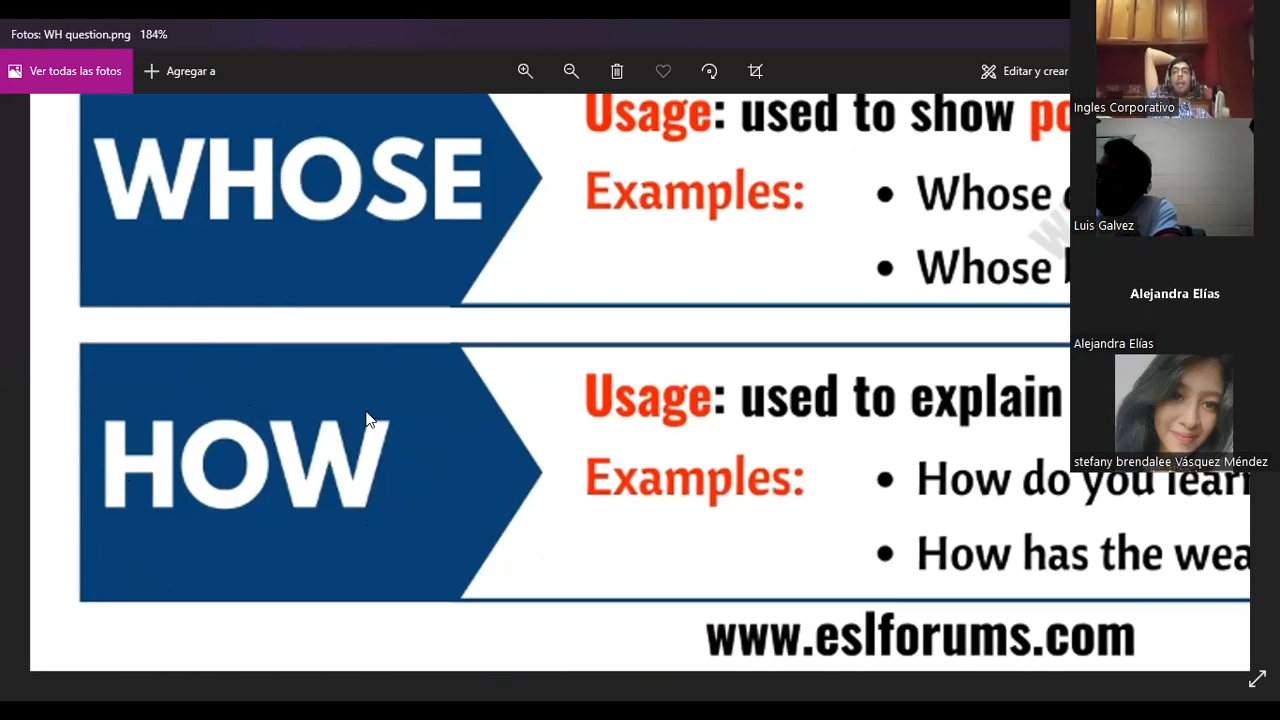 Fotos: WH question.png 184%
Ver todas las fotos
Agregar a
Editar y crear
WHOSE
Usage: used to show
Examples:
• Whose
• Whose
HOW
Usage: used to explain
Examples:
• How do you
• How has the
www.eslforums.com
Ingles Corporativo
Luis Galvez
Alejandra Elías
Alejandra Elías
stefany brendalee Vásquez Méndez